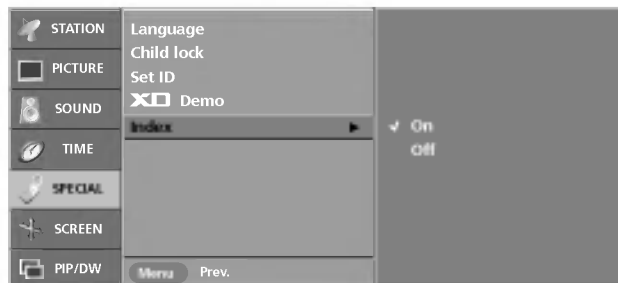 STATION
PICTURE
SOUND
TIME
SPECIAL
SCREEN
PIP/DW
Language
Child lock
Set ID
XD Demo
Index
Menu Prev.
On
Off